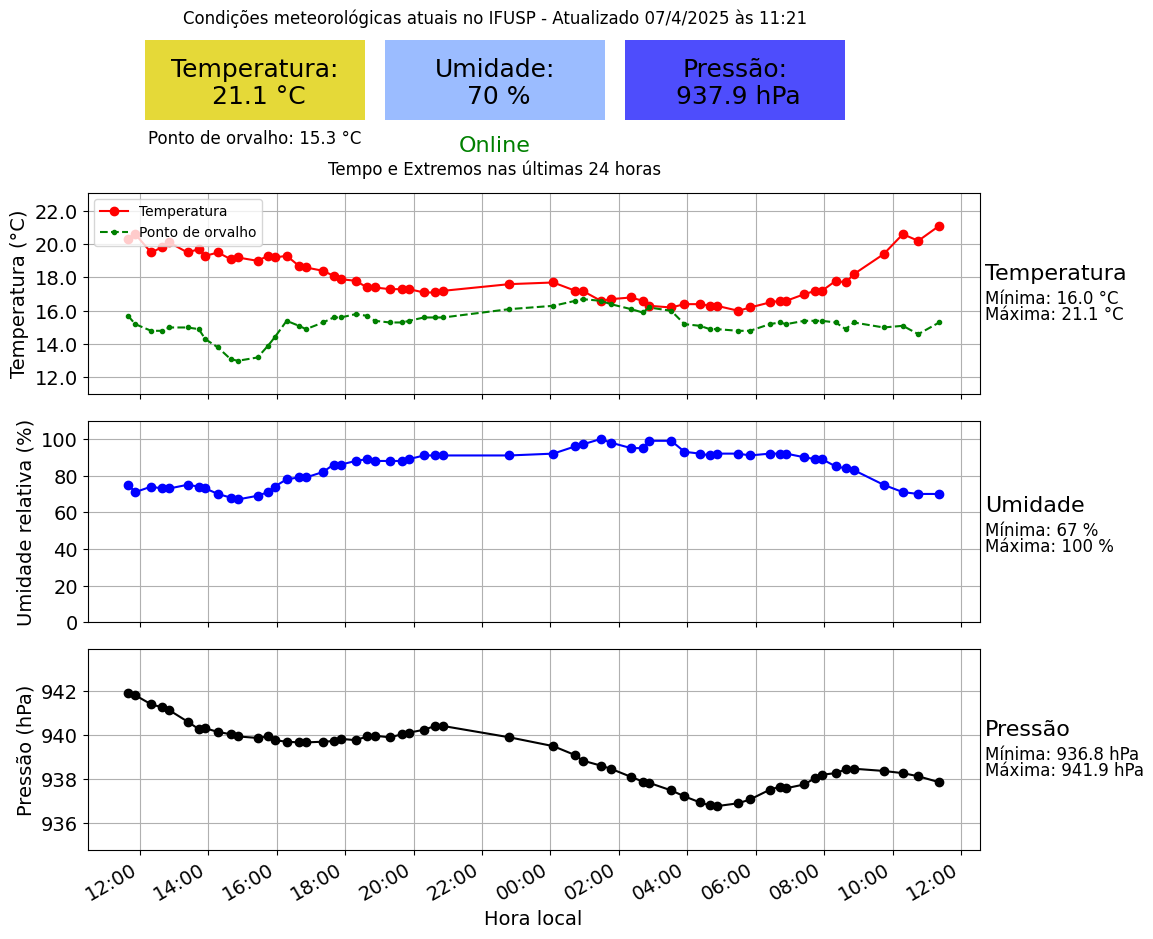 Condições meteorológicas atuais no IFUSP - Atualizado 07/4/2025 às 11:21
Temperatura:
21.1 °C
Umidade:
70 %
Pressão:
937.9 hPa
Ponto de orvalho: 15.3 °C
Online
Tempo e Extremos nas últimas 24 horas
Temperatura (°C)
22.0
20.0
18.0
16.0
14.0
12.0
Temperatura
Ponto de orvalho
Temperatura
Mínima: 16.0 °C
Máxima: 21.1 °C
Umidade relativa (%)
100
80
60
40
20
0
Umidade
Mínima: 67 %
Máxima: 100 %
Pressão (hPa)
942
940
938
936
Pressão
Mínima: 936.8 hPa
Máxima: 941.9 hPa
12:00
14:00
16:00
18:00
20:00
22:00
00:00
02:00
04:00
06:00
08:00
10:00
12:00
Hora local